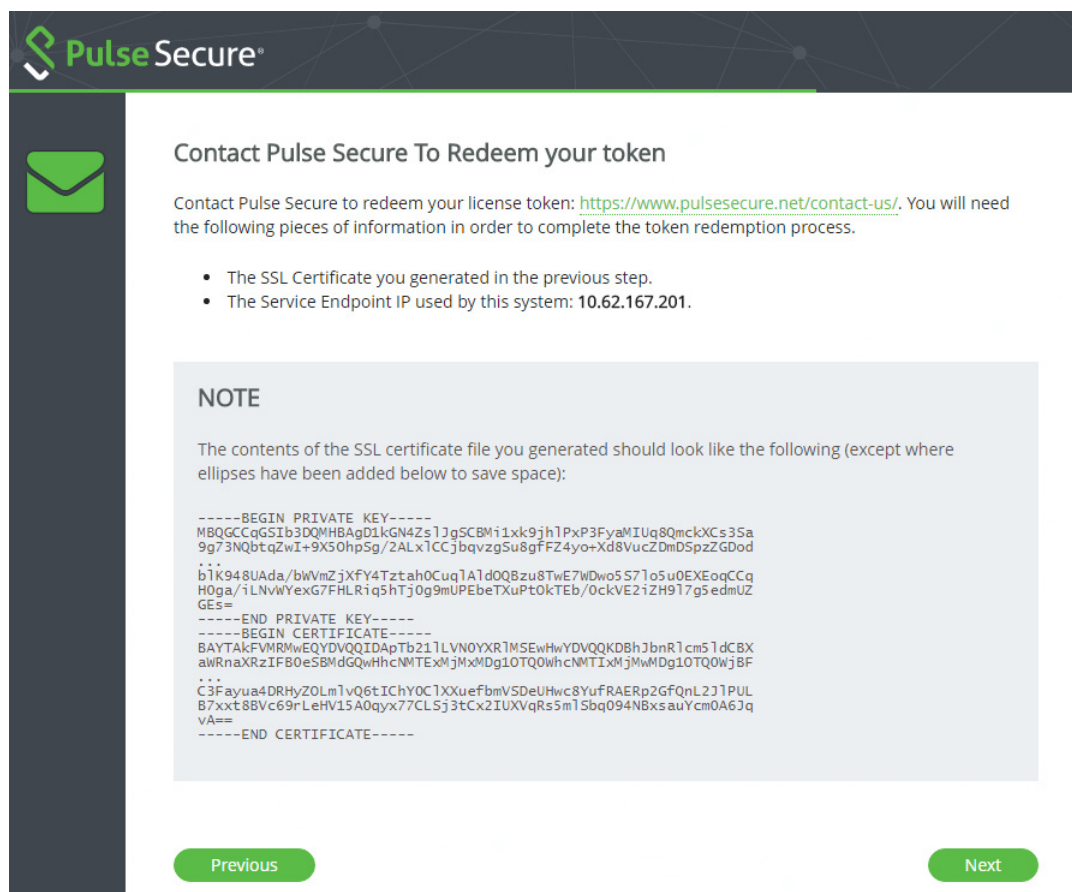 Pulse Secure®
Contact Pulse Secure To Redeem your token
Contact Pulse Secure to redeem your license token: https://www.pulsesecure.net/contact-us/. You will need
the following pieces of information in order to complete the token redemption process.
• The SSL Certificate you generated in the previous step.
• The Service Endpoint IP used by this system: 10.62.167.201.
NOTE
The contents of the SSL certificate file you generated should look like the following (except where
ellipses have been added below to save space):
-----BEGIN PRIVATE KEY-----
MBQGCCqGSIb3DQMHBAgD1kGN4ZslJgSCBMi1xk9jhlPxP3FyaMIUq8QmckXCs3Sa
9g73NQbtqZwI+9X5OhpSg/2ALxlCCjbqvzgSu8gfFZ4yo+Xd8VucZDmDSpzZGDod
...
blK948UAda/bWVmZjXfY4Tztah0CuqlAldOQBzu8TwE7WDwo5S7lo5u0EXEoqCCq
HOga/iLNvWYexG7FHLRiq5hTj0g9mUPEbeTXuPtOkTEb/0ckVE2iZH9l7g5edmUZ
GEs=
-----END PRIVATE KEY-----
-----BEGIN CERTIFICATE-----
BAYTAkFVMRMwEQYDVQQIDApTb21lLVN0YXRlMSEwHwYDVQQKDBhJbnRlcm5ldCBX
aWRnaXRzIFB0eSBMdGQwHhcNMTExMjMxMDg1OTQ0WhcNMTIxMjMwMDg1OTQ0WjBF
...
C3Fayua4DRHyZOLmlvQ6tIChY0ClXXuefbmVSDeUHwc8YufRAERp2GfQnL2JlPUL
B7xxt8BVc69rLeHV15A0qyx77CLSj3tCx2IUXVqRs5mlSbq094NBxsauYcm0A6Jq
vA==
-----END CERTIFICATE-----
Previous
Next